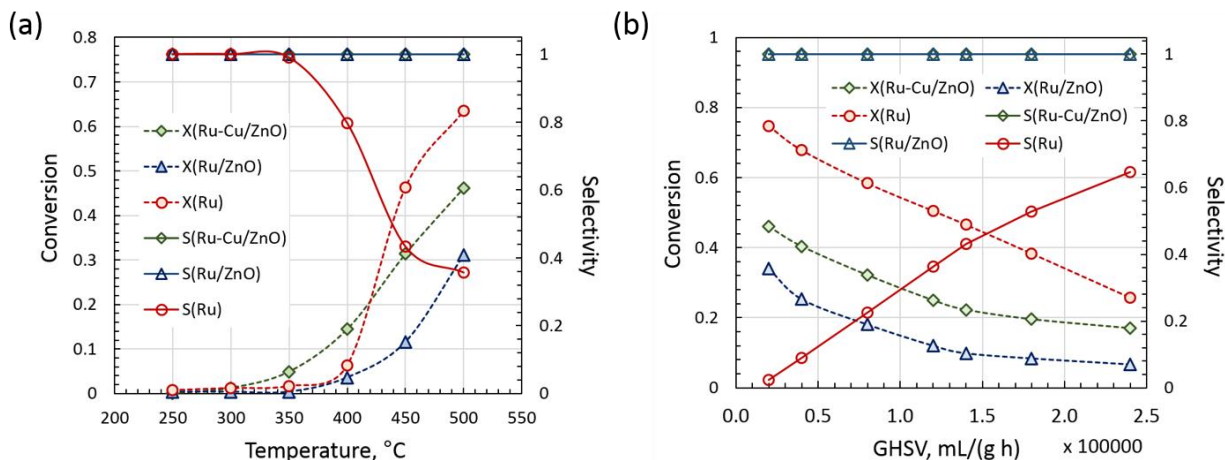 (a)
0.8
0.7
0.6
0.5
0.4
0.3
0.2
0.1
0
Conversion
X(Ru-Cu/ZnO)
X(Ru/ZnO)
X(Ru)
S(Ru-Cu/ZnO)
S(Ru/ZnO)
S(Ru)
1
0.8
0.6
0.4
0.2
0
Selectivity
200 250 300 350 400 450 500 550
Temperature, °C
(b)
1
0.8
0.6
0.4
0.2
0
Conversion
X(Ru-Cu/ZnO) X(Ru/ZnO)
X(Ru) S(Ru-Cu/ZnO)
S(Ru/ZnO) S(Ru)
1
0.8
0.6
0.4
0.2
0
Selectivity
0.0 0.5 1.0 1.5 2.0 2.5
GHSV, mL/(g h) x 100000